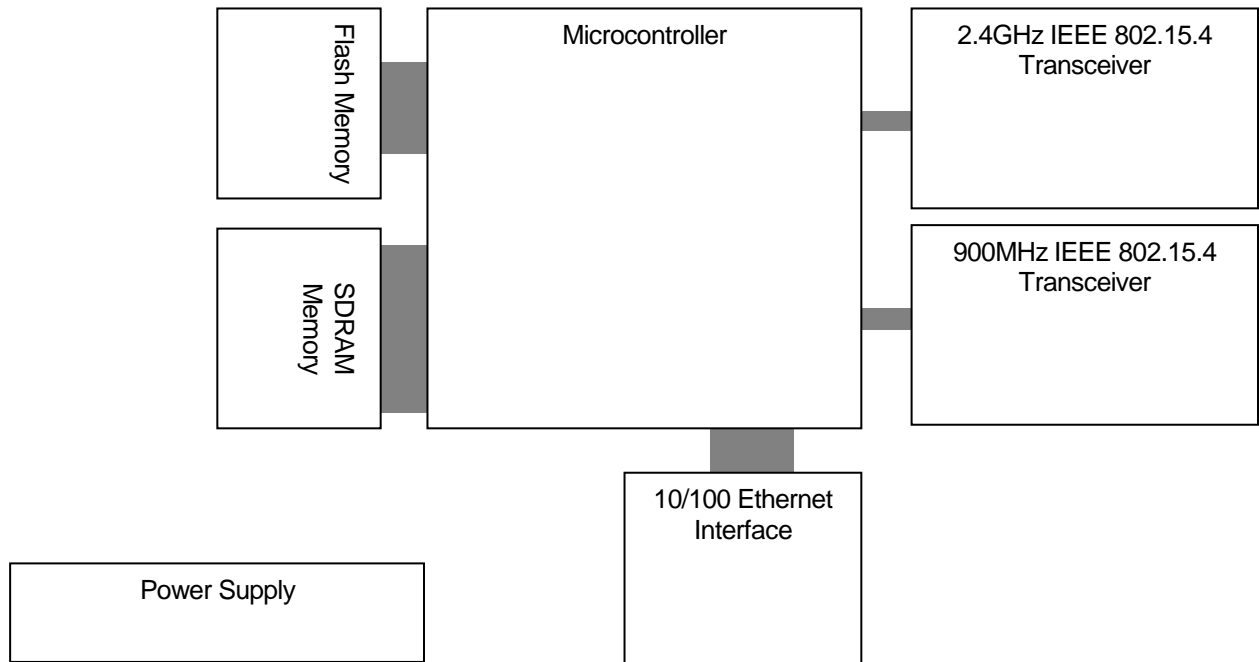 Flash Memory
Microcontroller
2.4GHz IEEE 802.15.4
Transceiver
SDRAM
Memory
900MHz IEEE 802.15.4
Transceiver
10/100 Ethernet
Interface
Power Supply